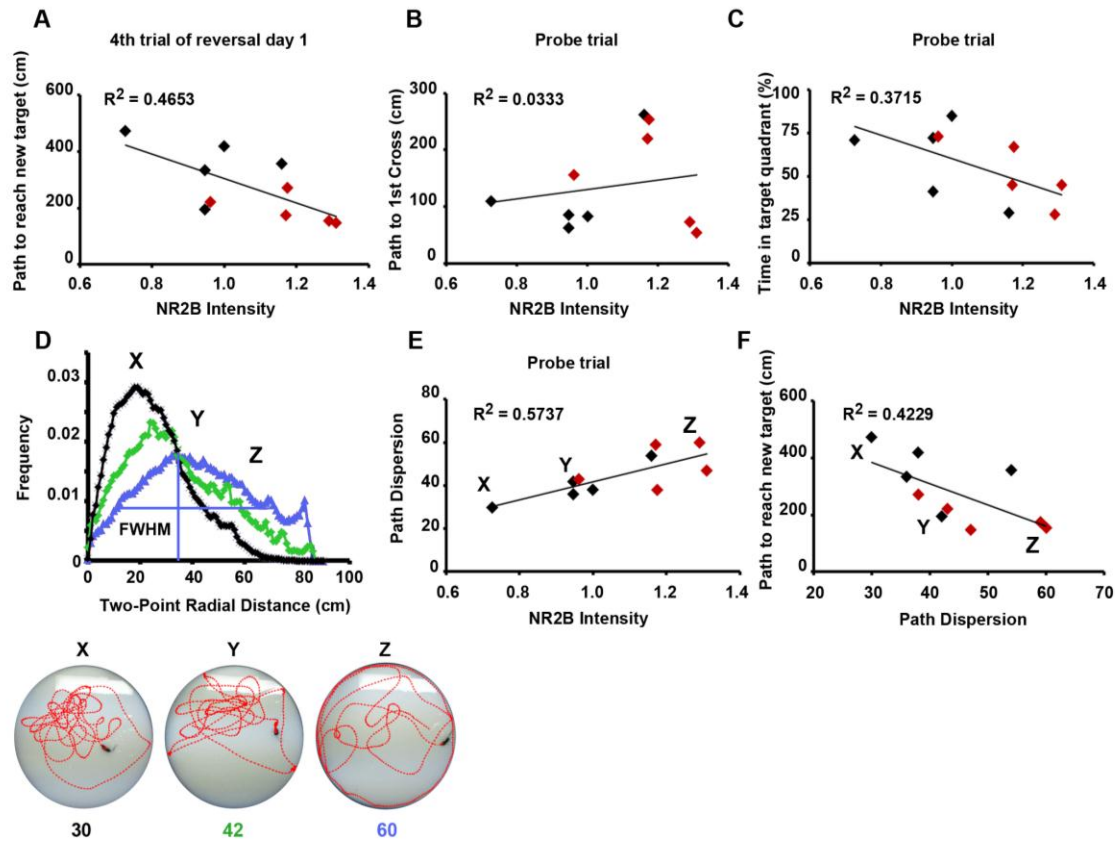 A
4th trial of reversal day 1
R² = 0.4653
Path to reach new target (cm)
600
400
200
0
0.6 0.8 1.0 1.2 1.4
NR2B Intensity
B
Probe trial
R² = 0.0333
Path to 1st Cross (cm)
300
200
100
0
0.6 0.8 1.0 1.2 1.4
NR2B Intensity
C
Probe trial
R² = 0.3715
Time in target quadrant (%)
100
75
50
25
0
0.6 0.8 1.0 1.2 1.4
NR2B Intensity
D
X
Y
Z
Frequency
0.03
0.02
0.01
0
FWHM
0 20 40 60 80 100
Two-Point Radial Distance (cm)
E
Probe trial
R² = 0.5737
Path Dispersion
80
60
40
20
0
X
Y
Z
0.6 0.8 1.0 1.2 1.4
NR2B Intensity
F
R² = 0.4229
Path to reach new target (cm)
600
400
200
0
X
Y
Z
20 30 40 50 60 70
Path Dispersion
X Y Z
30 42 60